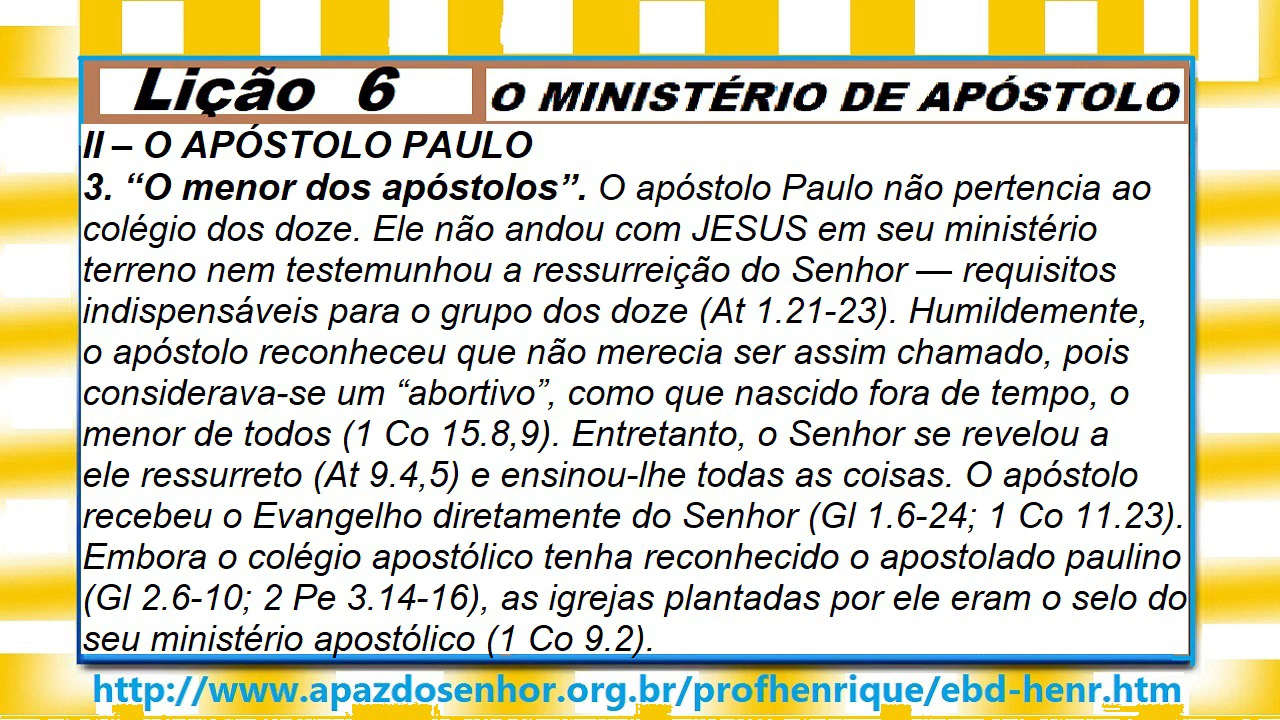 Lição 6
O MINISTÉRIO DE APÓSTOLO
II – O APÓSTOLO PAULO
3. “O menor dos apóstolos”. O apóstolo Paulo não pertencia ao
colégio dos doze. Ele não andou com JESUS em seu ministério
terreno nem testemunhou a ressurreição do Senhor — requisitos
indispensáveis para o grupo dos doze (At 1.21-23). Humildemente,
o apóstolo reconheceu que não merecia ser assim chamado, pois
considerava-se um “abortivo”, como que nascido fora de tempo, o
menor de todos (1 Co 15.8,9). Entretanto, o Senhor se revelou a
ele ressurreto (At 9.4,5) e ensinou-lhe todas as coisas. O apóstolo
recebeu o Evangelho diretamente do Senhor (Gl 1.6-24; 1 Co 11.23).
Embora o colégio apostólico tenha reconhecido o apostolado paulino
(Gl 2.6-10; 2 Pe 3.14-16), as igrejas plantadas por ele eram o selo do
seu ministério apostólico (1 Co 9.2).
http://www.apazdosenhor.org.br/profhenrique/ebd-henr.htm